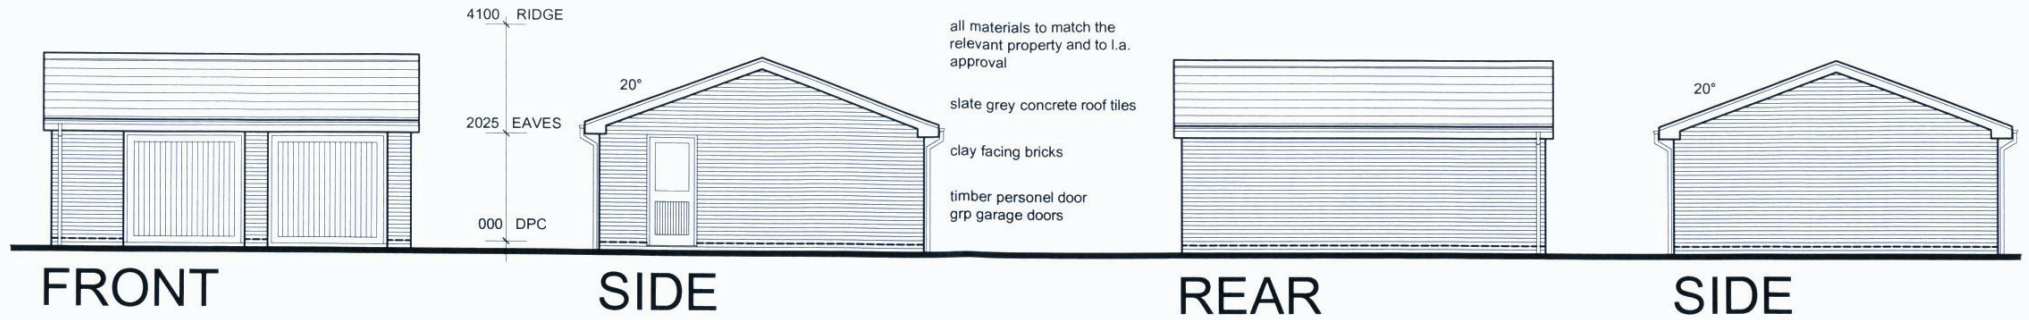 4100 RIDGE
2025 EAVES
000 DPC
20°
all materials to match the
relevant property and to l.a.
approval
slate grey concrete roof tiles
clay facing bricks
timber personel door
grp garage doors
20°
FRONT
SIDE
REAR
SIDE